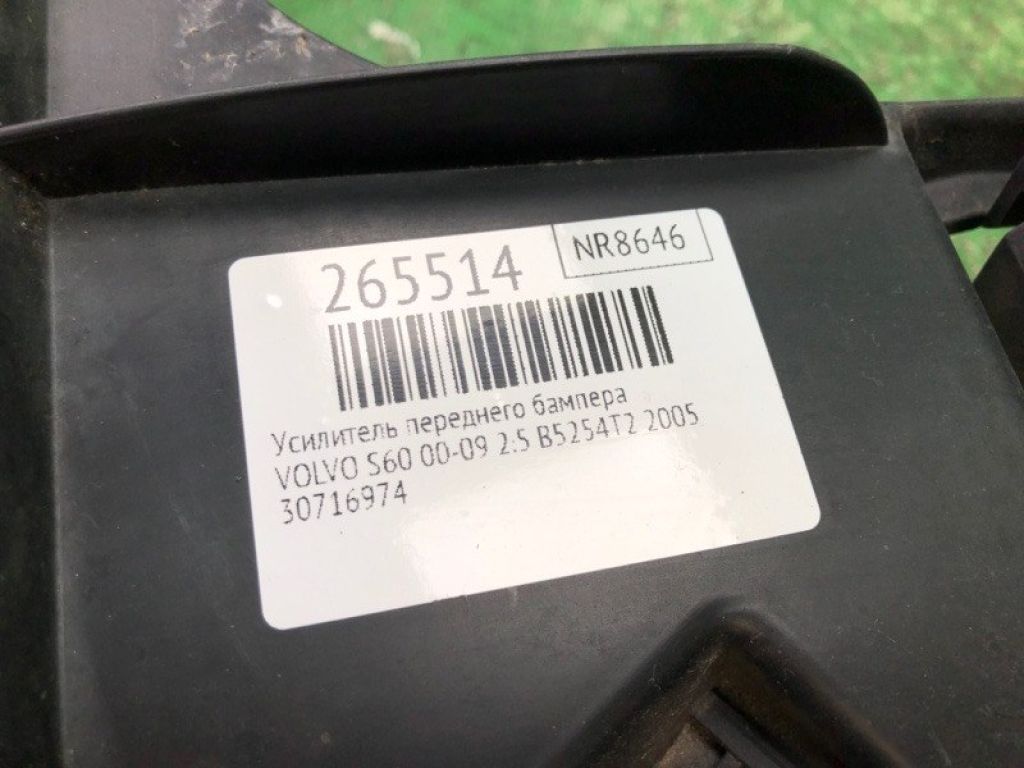 265514
NR8646
Усилитель переднего бампера
VOLVO S60 00-09 2.5 B5254T2 2005
30716974